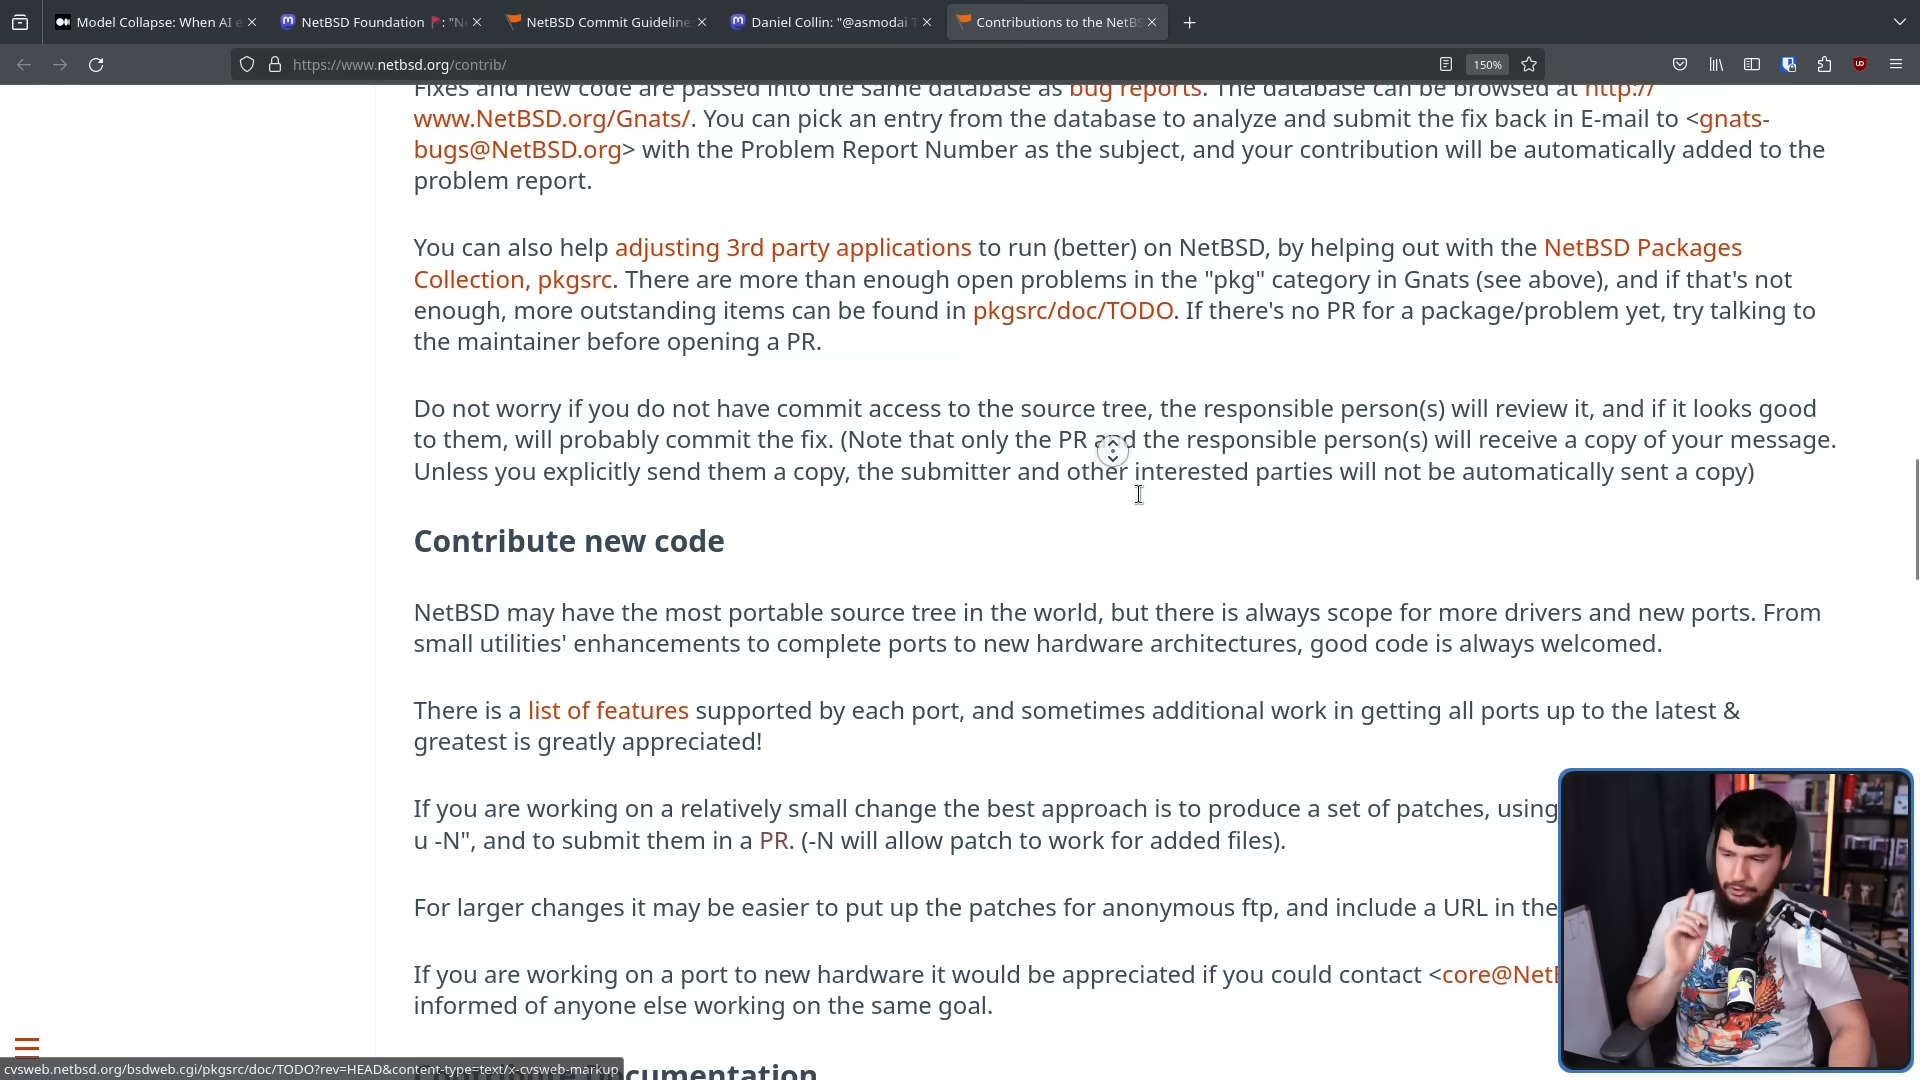 Model Collapse: When AI e
NetBSD Foundation 🚩: "Ne
NetBSD Commit Guideline
Daniel Collin: "@asmodai T
Contributions to the NetBS
https://www.netbsd.org/contrib/
150%
Fixes and new code are passed into the same database as bug reports. The database can be browsed at http://
www.NetBSD.org/Gnats/. You can pick an entry from the database to analyze and submit the fix back in E-mail to <gnats-
bugs@NetBSD.org> with the Problem Report Number as the subject, and your contribution will be automatically added to the
problem report.
You can also help adjusting 3rd party applications to run (better) on NetBSD, by helping out with the NetBSD Packages
Collection, pkgsrc. There are more than enough open problems in the "pkg" category in Gnats (see above), and if that's not
enough, more outstanding items can be found in pkgsrc/doc/TODO. If there's no PR for a package/problem yet, try talking to
the maintainer before opening a PR.
Do not worry if you do not have commit access to the source tree, the responsible person(s) will review it, and if it looks good
to them, will probably commit the fix. (Note that only the PR and the responsible person(s) will receive a copy of your message.
Unless you explicitly send them a copy, the submitter and other interested parties will not be automatically sent a copy)
Contribute new code
NetBSD may have the most portable source tree in the world, but there is always scope for more drivers and new ports. From
small utilities' enhancements to complete ports to new hardware architectures, good code is always welcomed.
There is a list of features supported by each port, and sometimes additional work in getting all ports up to the latest &
greatest is greatly appreciated!
If you are working on a relatively small change the best approach is to produce a set of patches, using
u -N", and to submit them in a PR. (-N will allow patch to work for added files).
For larger changes it may be easier to put up the patches for anonymous ftp, and include a URL in the
If you are working on a port to new hardware it would be appreciated if you could contact <core@NetB
informed of anyone else working on the same goal.
cvsweb.netbsd.org/bsdweb.cgi/pkgsrc/doc/TODO?rev=HEAD&content-type=text/x-cvsweb-markup
documentation